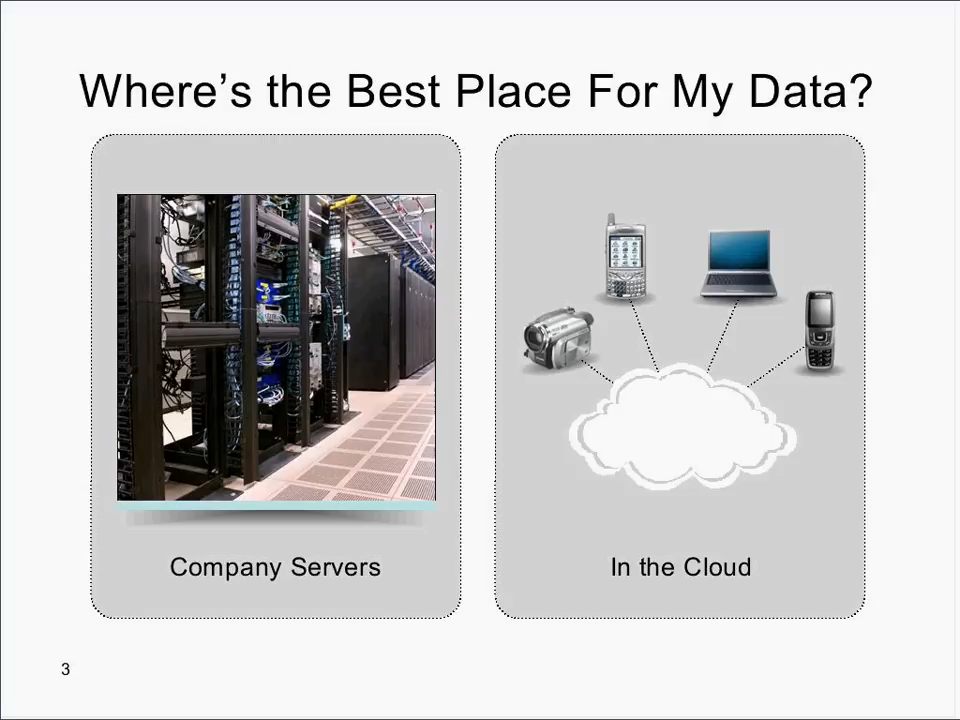 Where’s the Best Place For My Data?
Company Servers
In the Cloud
3